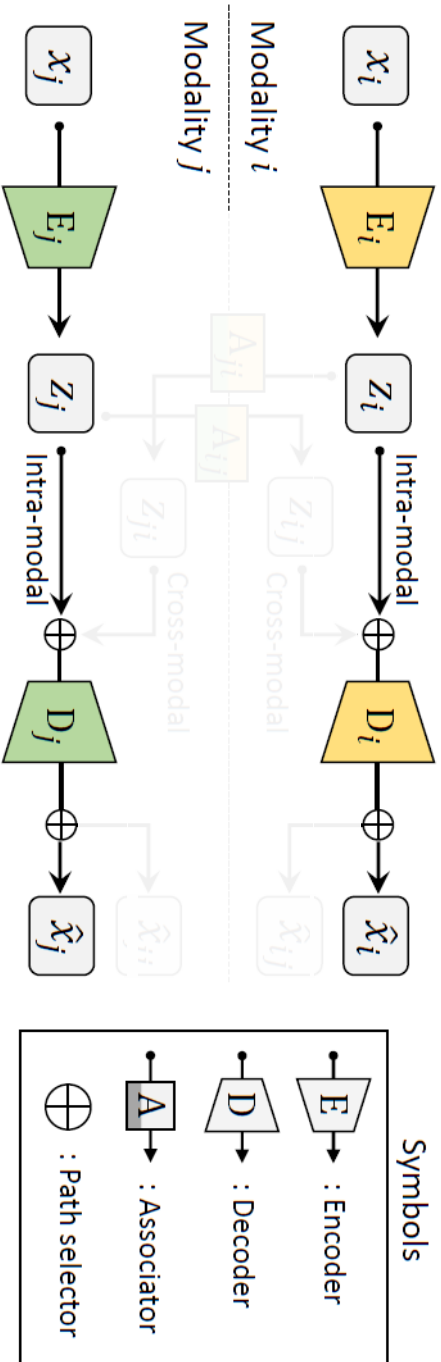 x_i
E_i
z_i
Intra-modal
D_i
x̂_i
A_ji
A_ij
z_ij
Cross-modal
x̂_ij
Modality i
Modality j
z_ji
Cross-modal
x̂_ji
x_j
E_j
z_j
Intra-modal
D_j
x̂_j
Symbols
E : Encoder
D : Decoder
A : Associator
: Path selector